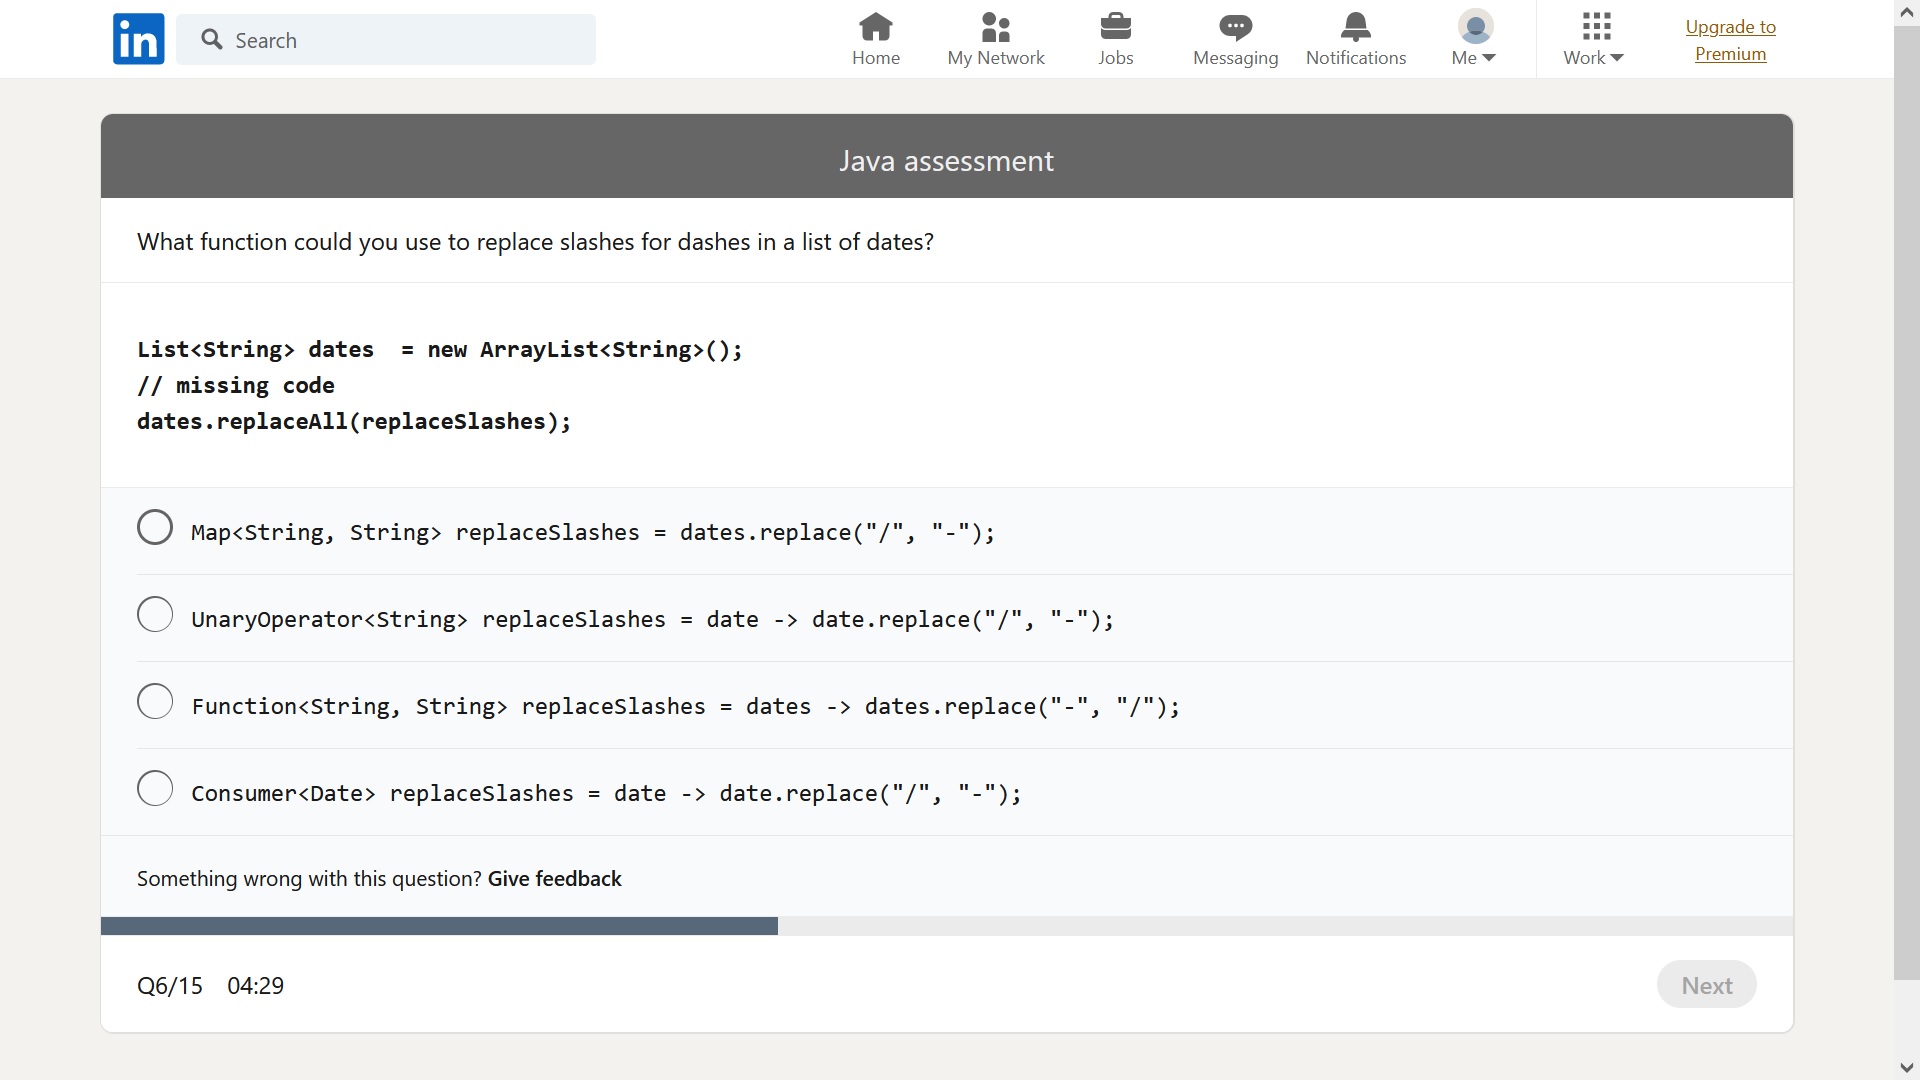 in
Search
Home
My Network
Jobs
Messaging
Notifications
Me
Work
Upgrade to
Premium
Java assessment
What function could you use to replace slashes for dashes in a list of dates?
List<String> dates  = new ArrayList<String>();
// missing code
dates.replaceAll(replaceSlashes);
Map<String, String> replaceSlashes = dates.replace("/", "-");
UnaryOperator<String> replaceSlashes = date -> date.replace("/", "-");
Function<String, String> replaceSlashes = dates -> dates.replace("-", "/");
Consumer<Date> replaceSlashes = date -> date.replace("/", "-");
Something wrong with this question? Give feedback
Q6/15 04:29
Next